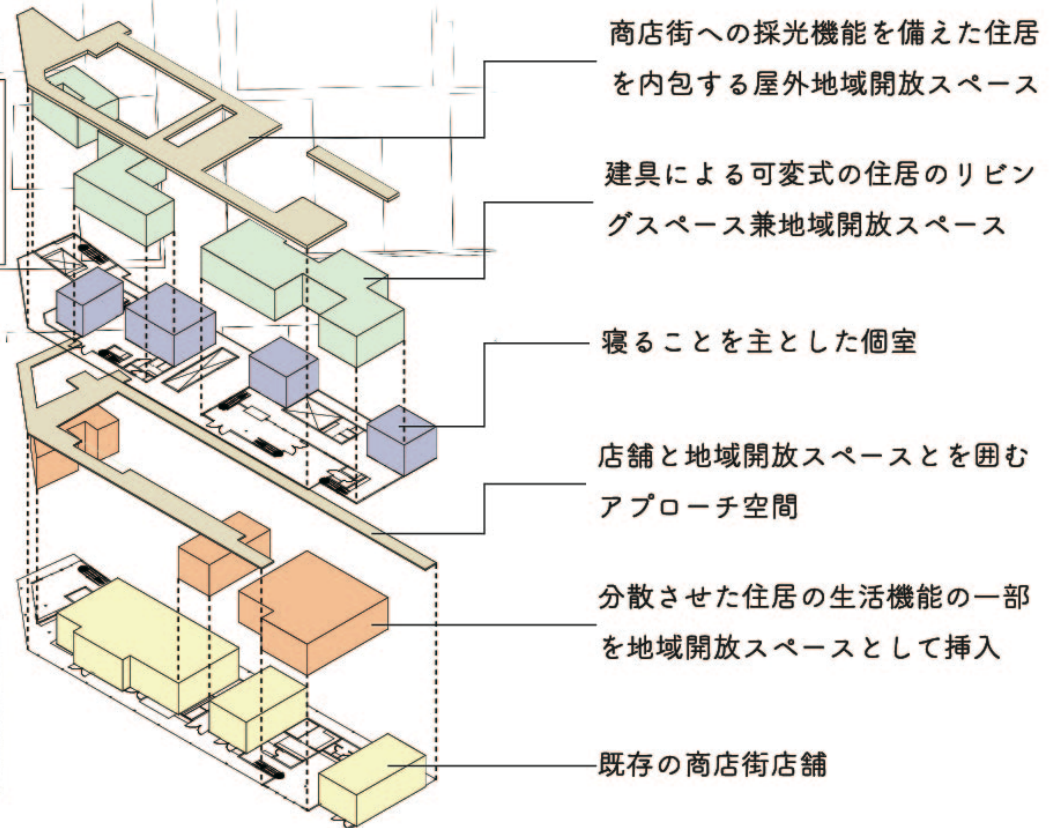 商店街への採光機能を備えた住居
を内包する屋外地域開放スペース
建具による可変式の住居のリビン
グスペース兼地域開放スペース
寝ることを主とした個室
店舗と地域開放スペースとを囲む
アプローチ空間
分散させた住居の生活機能の一部
を地域開放スペースとして挿入
既存の商店街店舗